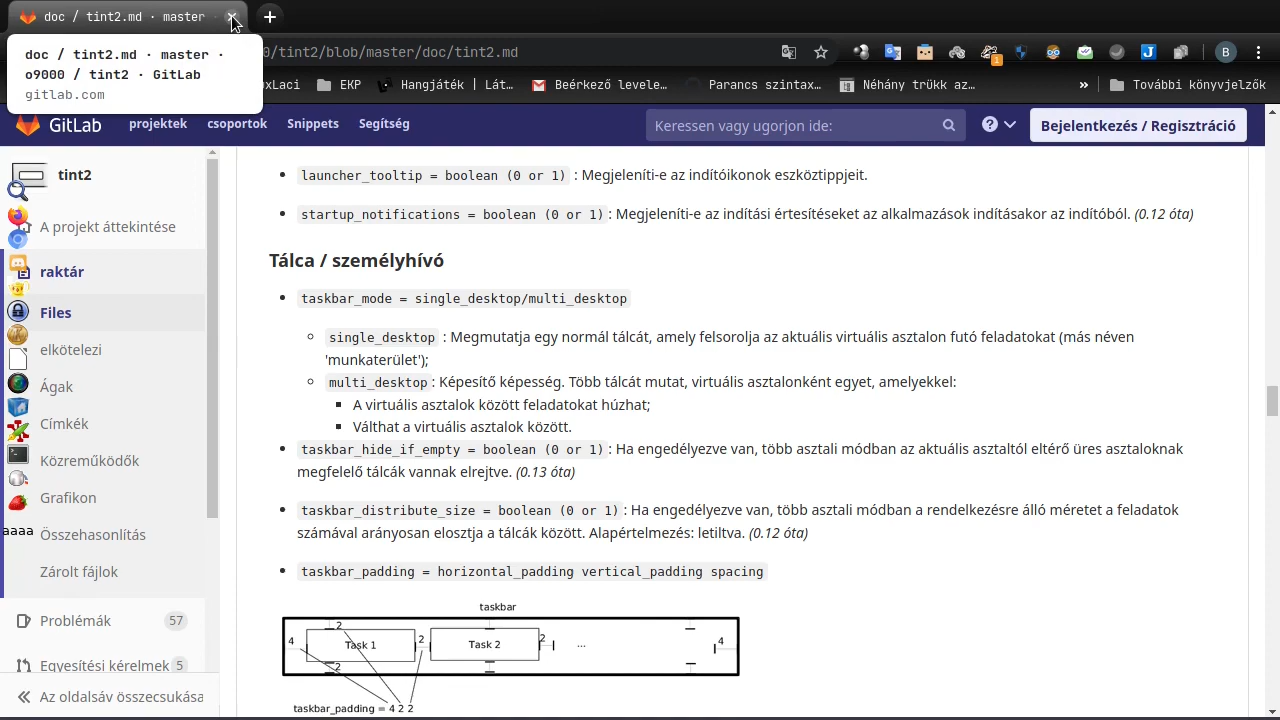 doc / tint2.md · master ·
0/tint2/blob/master/doc/tint2.md
B
1
doc / tint2.md · master ·
o9000 / tint2 · GitLab
gitlab.com
oxLaci
EKP
Hangjáték | Lát…
Beérkező levele…
Parancs szintax…
Néhány trükk az…
»
További könyvjelzők
GitLab
projektek
csoportok
Snippets
Segítség
Keressen vagy ugorjon ide:
Bejelentkezés / Regisztráció
tint2
A projekt áttekintése
raktár
Files
elkötelezi
Ágak
Címkék
Közreműködők
Grafikon
aaaa
Összehasonlítás
Zárolt fájlok
Problémák 57
Egyesítési kérelmek 5
Az oldalsáv összecsukása
launcher_tooltip = boolean (0 or 1) : Megjeleníti-e az indítóikonok eszköztippjeit.
startup_notifications = boolean (0 or 1): Megjeleníti-e az indítási értesítéseket az alkalmazások indításakor az indítóból. (0.12 óta)
Tálca / személyhívó
taskbar_mode = single_desktop/multi_desktop
single_desktop : Megmutatja egy normál tálcát, amely felsorolja az aktuális virtuális asztalon futó feladatokat (más néven
'munkaterület');
multi_desktop: Képesítő képesség. Több tálcát mutat, virtuális asztalonként egyet, amelyekkel:
A virtuális asztalok között feladatokat húzhat;
Válthat a virtuális asztalok között.
taskbar_hide_if_empty = boolean (0 or 1): Ha engedélyezve van, több asztali módban az aktuális asztaltól eltérő üres asztaloknak
megfelelő tálcák vannak elrejtve. (0.13 óta)
taskbar_distribute_size = boolean (0 or 1): Ha engedélyezve van, több asztali módban a rendelkezésre álló méretet a feladatok
számával arányosan elosztja a tálcák között. Alapértelmezés: letiltva. (0.12 óta)
taskbar_padding = horizontal_padding vertical_padding spacing
taskbar
4
2
Task 1
2
2
Task 2
2
...
4
taskbar_padding = 4 2 2